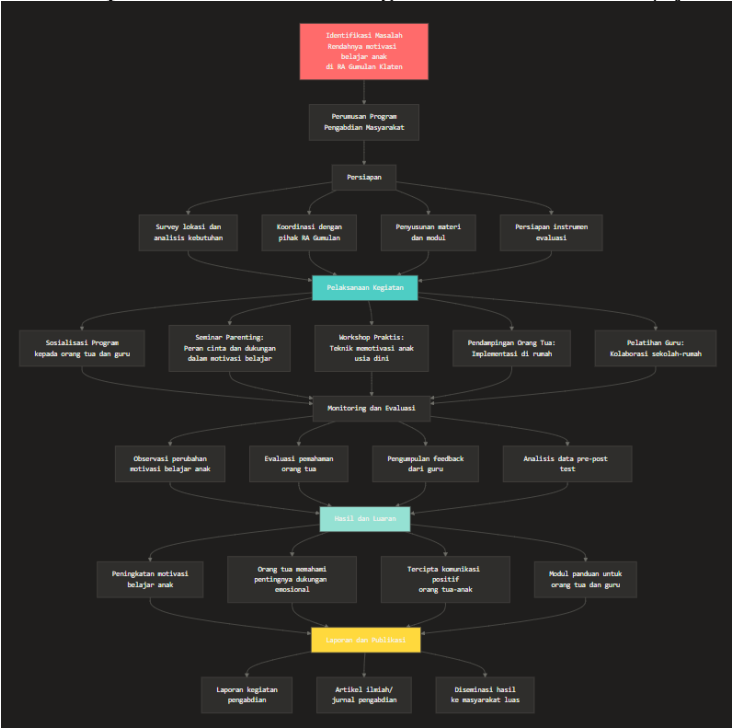 Identifikasi Masalah
Rendahnya motivasi
belajar anak
di RA Gumulan Klaten
Perumusan Program
Pengabdian Masyarakat
Persiapan
Survey lokasi dan
analisis kebutuhan
Koordinasi dengan
pihak RA Gumulan
Penyusunan materi
dan modul
Persiapan instrumen
evaluasi
Pelaksanaan Kegiatan
Sosialisasi Program
kepada orang tua dan guru
Seminar Parenting:
Peran cinta dan dukungan
dalam motivasi belajar
Workshop Praktis:
Teknik memotivasi anak
usia dini
Pendampingan Orang Tua:
Implementasi di rumah
Pelatihan Guru:
Kolaborasi sekolah-rumah
Monitoring dan Evaluasi
Observasi perubahan
motivasi belajar anak
Evaluasi pemahaman
orang tua
Pengumpulan feedback
dari guru
Analisis data pre-post
test
Hasil dan Luaran
Peningkatan motivasi
belajar anak
Orang tua memahami
pentingnya dukungan
emosional
Tercipta komunikasi
positif
orang tua-anak
Modul panduan untuk
orang tua dan guru
Laporan dan Publikasi
Laporan kegiatan
pengabdian
Artikel ilmiah/
jurnal pengabdian
Diseminasi hasil
ke masyarakat luas